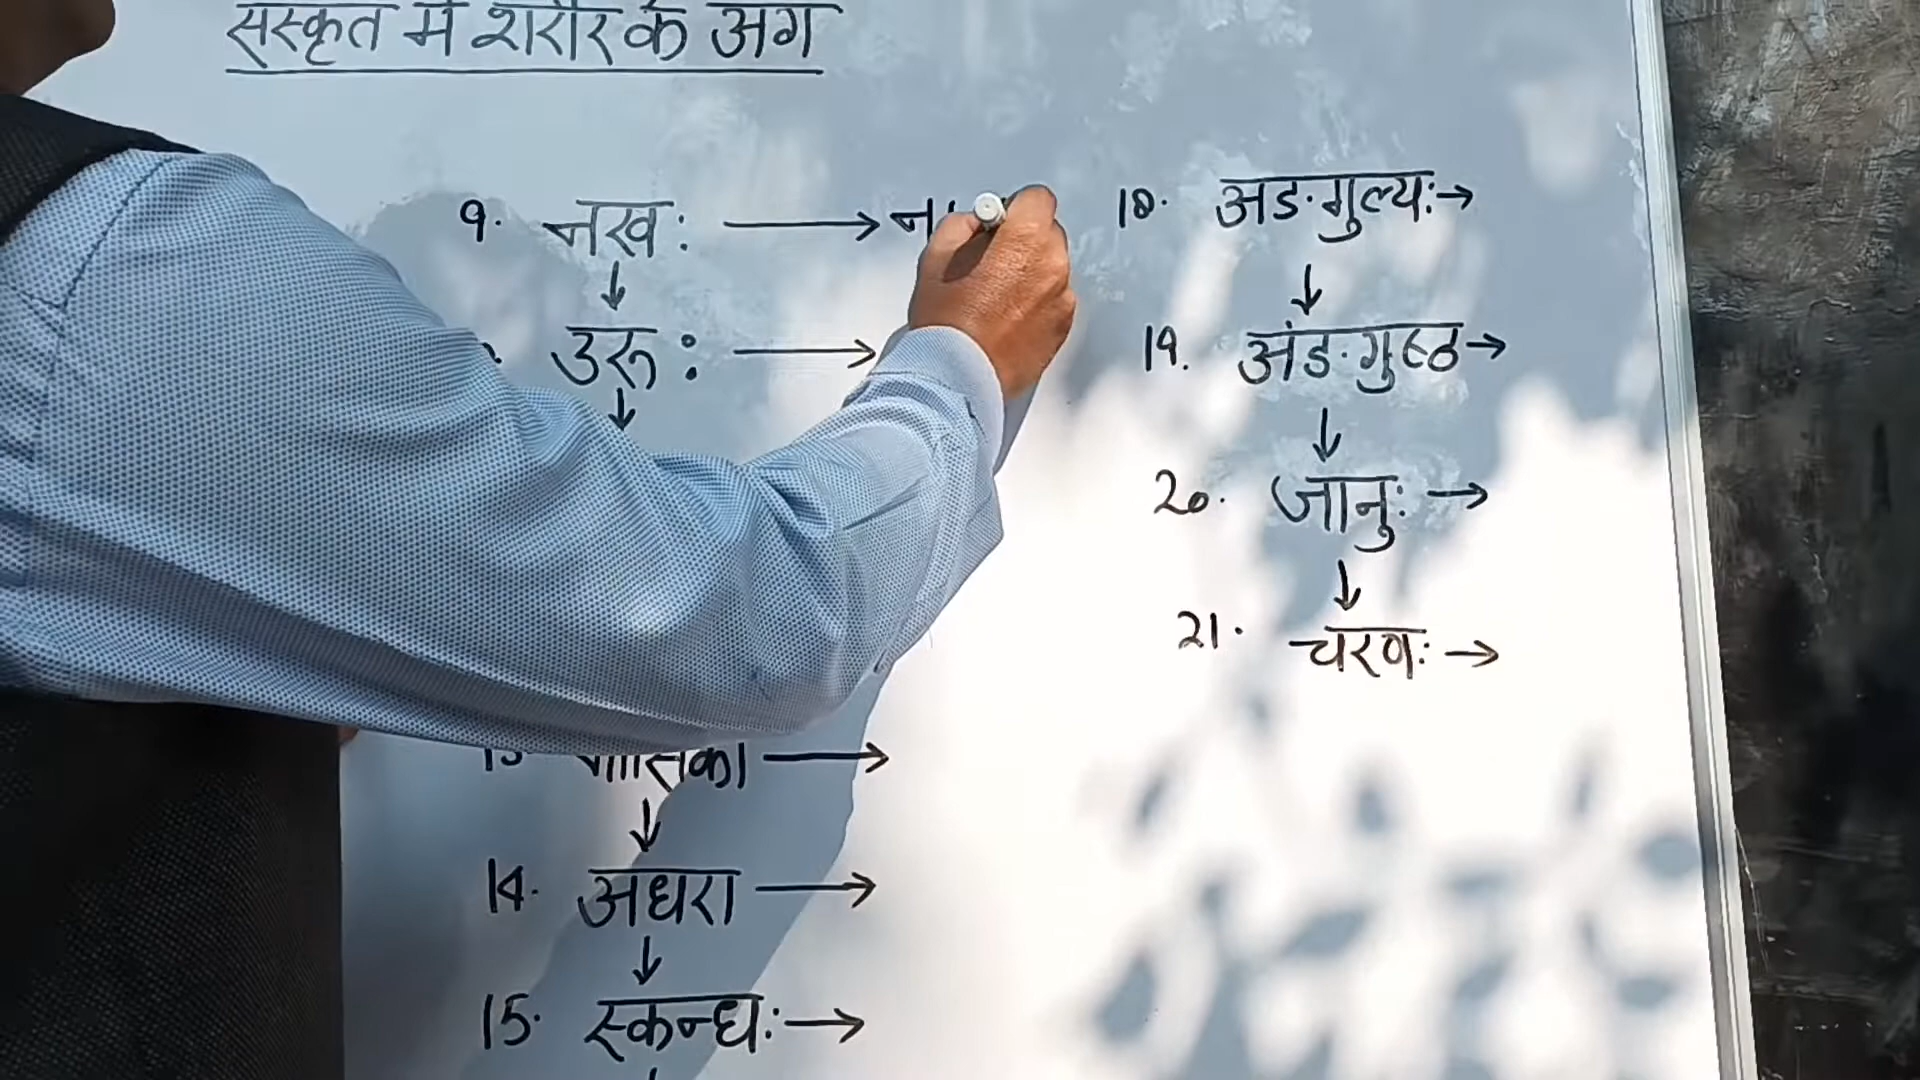 संस्कृत में शरीर के अंग
9. नखः → ना
उरूः →
→
14. अधरा →
15. स्कन्धः →
18. अङ·गुल्यः →
19. अंङ·गुष्ठ →
20. जानुः →
21. चरणः →